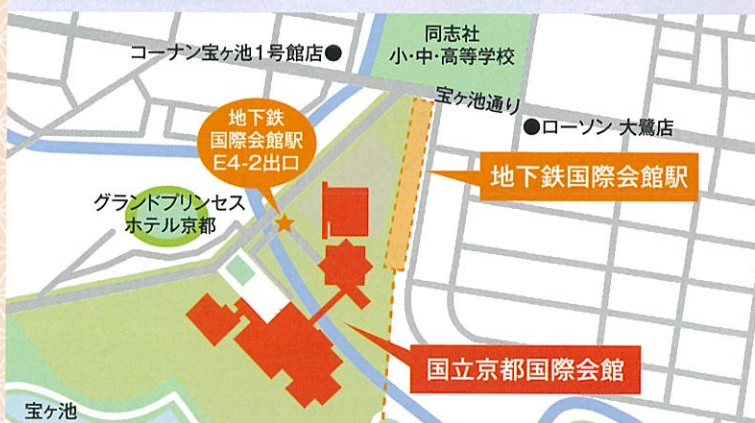 コーナン宝ヶ池1号館店●
同志社
小・中・高等学校
宝ヶ池通り
●ローソン 大鷺店
地下鉄
国際会館駅
E4-2出口
地下鉄国際会館駅
グランドプリンセス
ホテル京都
国立京都国際会館
宝ヶ池